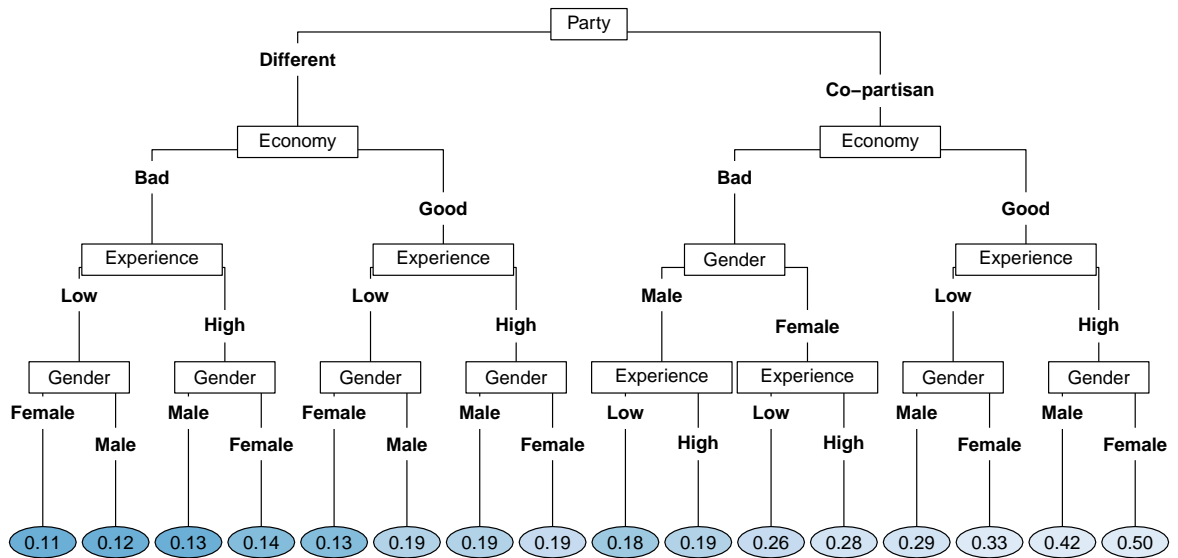 Party
Different
Co−partisan
Economy Economy
Bad Bad
Good Good
Experience Experience Gender Experience
Low Low Male Low
High High Female High
Gender Gender Gender Gender Experience Experience Gender Gender
Female Male Female Male Low Low Male Male
Male Female Male Female High High Female Female
0.11 0.12 0.13 0.14 0.13 0.19 0.19 0.19 0.18 0.19 0.26 0.28 0.29 0.33 0.42 0.50